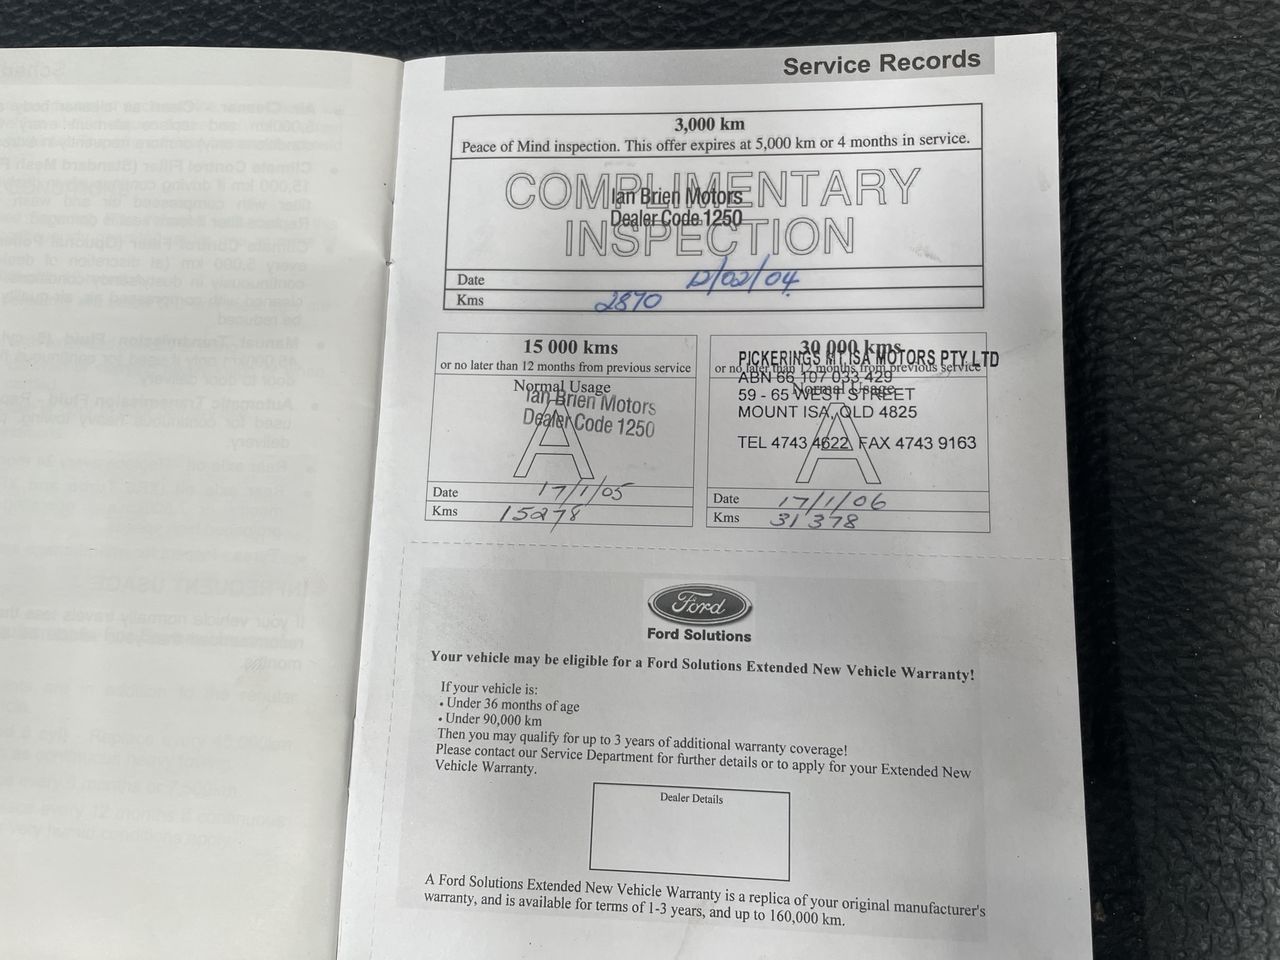 Service Records
3,000 km
Peace of Mind inspection. This offer expires at 5,000 km or 4 months in service.
COMPLIMENTARY
Ian Brien Motors
Dealer Code 1250
INSPECTION
Date 12/02/04
Kms 2870
15 000 kms
or no later than 12 months from previous service
Normal Usage
Ian Brien Motors
Dealer Code 1250
A
Date 17/1/05
Kms 15278
30 000 kms
PICKERINGS MT.ISA MOTORS PTY LTD
or no later than 12 months from previous service
ABN 66 107 033 429
Normal Usage
59 - 65 WEST STREET
MOUNT ISA, QLD 4825
A
TEL 4743 4622 FAX 4743 9163
Date 17/1/06
Kms 31378
Ford
Ford Solutions
Your vehicle may be eligible for a Ford Solutions Extended New Vehicle Warranty!
If your vehicle is:
• Under 36 months of age
• Under 90,000 km
Then you may qualify for up to 3 years of additional warranty coverage!
Please contact our Service Department for further details or to apply for your Extended New
Vehicle Warranty.
Dealer Details
A Ford Solutions Extended New Vehicle Warranty is a replica of your original manufacturer's
warranty, and is available for terms of 1-3 years, and up to 160,000 km.